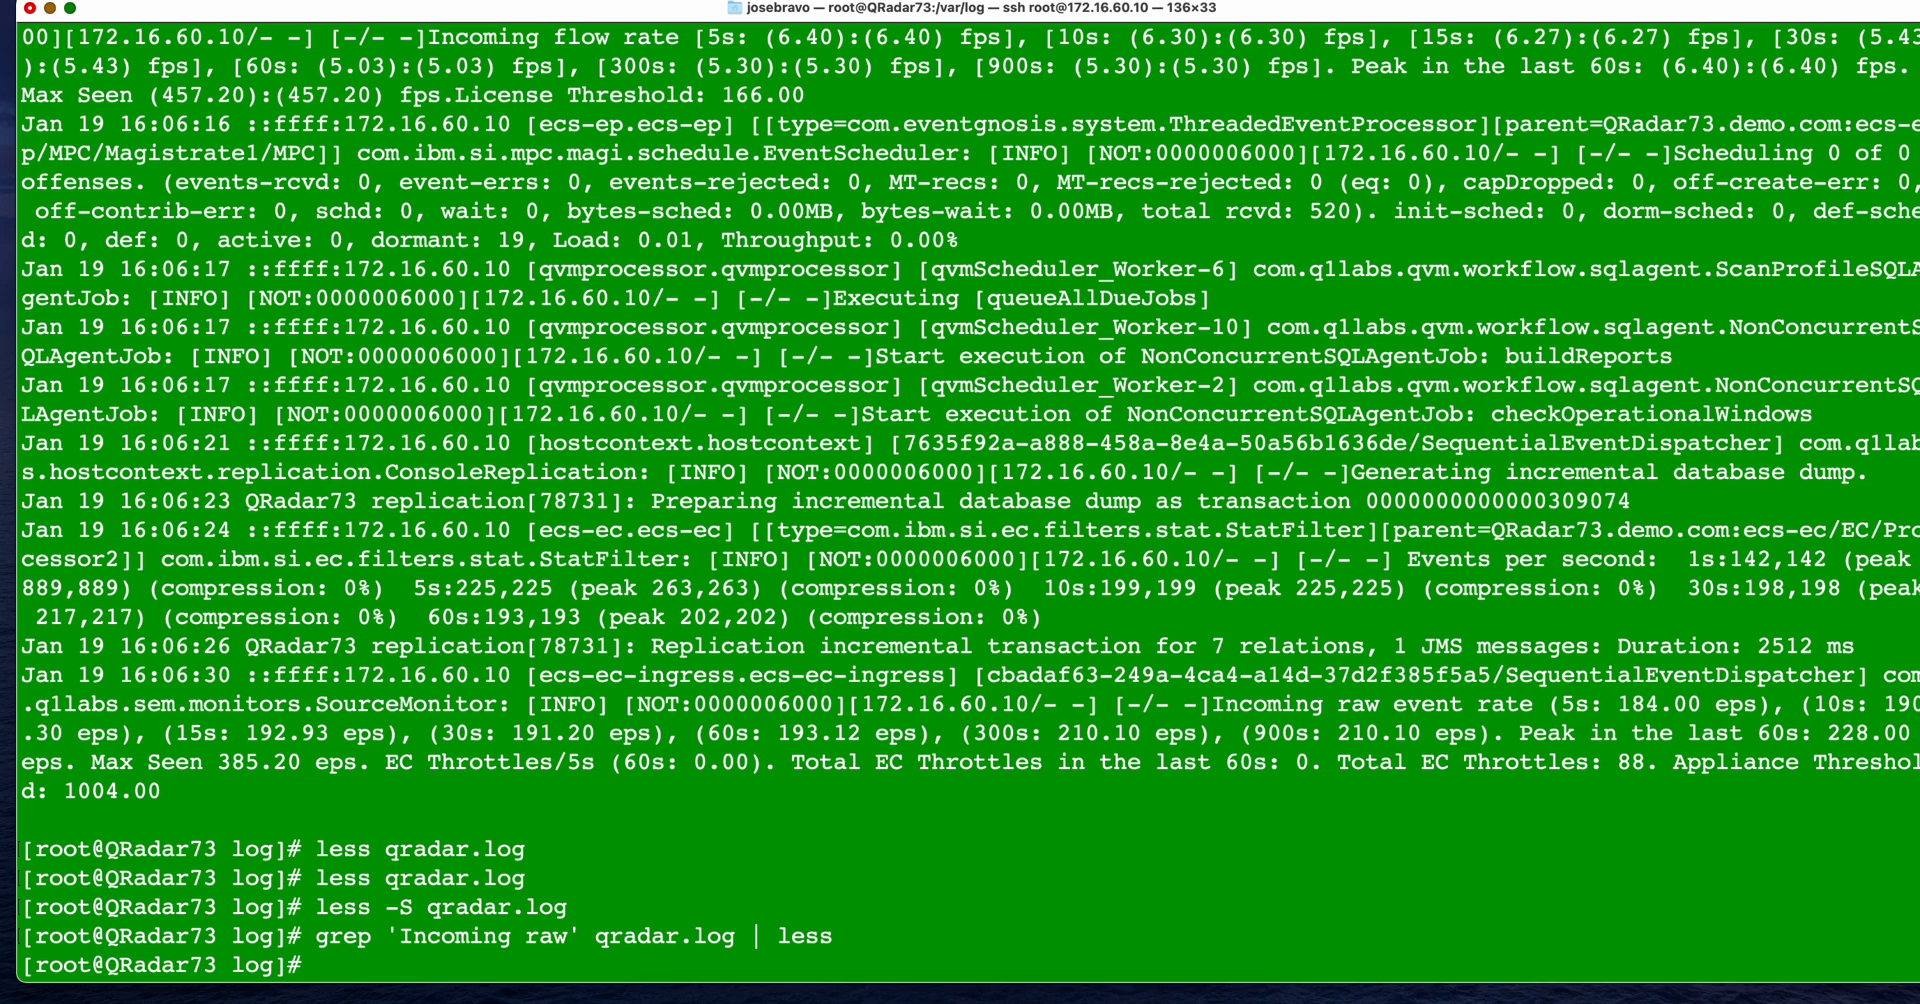 josebravo — root@QRadar73:/var/log — ssh root@172.16.60.10 — 136×33
00][172.16.60.10/- -] [-/- -]Incoming flow rate [5s: (6.40):(6.40) fps], [10s: (6.30):(6.30) fps], [15s: (6.27):(6.27) fps], [30s: (5.43
):(5.43) fps], [60s: (5.03):(5.03) fps], [300s: (5.30):(5.30) fps], [900s: (5.30):(5.30) fps]. Peak in the last 60s: (6.40):(6.40) fps.
Max Seen (457.20):(457.20) fps.License Threshold: 166.00
Jan 19 16:06:16 ::ffff:172.16.60.10 [ecs-ep.ecs-ep] [[type=com.eventgnosis.system.ThreadedEventProcessor][parent=QRadar73.demo.com:ecs-e
p/MPC/Magistrate1/MPC]] com.ibm.si.mpc.magi.schedule.EventScheduler: [INFO] [NOT:0000006000][172.16.60.10/- -] [-/- -]Scheduling 0 of 0
offenses. (events-rcvd: 0, event-errs: 0, events-rejected: 0, MT-recs: 0, MT-recs-rejected: 0 (eq: 0), capDropped: 0, off-create-err: 0,
off-contrib-err: 0, schd: 0, wait: 0, bytes-sched: 0.00MB, bytes-wait: 0.00MB, total rcvd: 520). init-sched: 0, dorm-sched: 0, def-sche
d: 0, def: 0, active: 0, dormant: 19, Load: 0.01, Throughput: 0.00%
Jan 19 16:06:17 ::ffff:172.16.60.10 [qvmprocessor.qvmprocessor] [qvmScheduler_Worker-6] com.q1labs.qvm.workflow.sqlagent.ScanProfileSQLA
gentJob: [INFO] [NOT:0000006000][172.16.60.10/- -] [-/- -]Executing [queueAllDueJobs]
Jan 19 16:06:17 ::ffff:172.16.60.10 [qvmprocessor.qvmprocessor] [qvmScheduler_Worker-10] com.q1labs.qvm.workflow.sqlagent.NonConcurrentS
QLAgentJob: [INFO] [NOT:0000006000][172.16.60.10/- -] [-/- -]Start execution of NonConcurrentSQLAgentJob: buildReports
Jan 19 16:06:17 ::ffff:172.16.60.10 [qvmprocessor.qvmprocessor] [qvmScheduler_Worker-2] com.q1labs.qvm.workflow.sqlagent.NonConcurrentSQ
LAgentJob: [INFO] [NOT:0000006000][172.16.60.10/- -] [-/- -]Start execution of NonConcurrentSQLAgentJob: checkOperationalWindows
Jan 19 16:06:21 ::ffff:172.16.60.10 [hostcontext.hostcontext] [7635f92a-a888-458a-8e4a-50a56b1636de/SequentialEventDispatcher] com.q1lab
s.hostcontext.replication.ConsoleReplication: [INFO] [NOT:0000006000][172.16.60.10/- -] [-/- -]Generating incremental database dump.
Jan 19 16:06:23 QRadar73 replication[78731]: Preparing incremental database dump as transaction 0000000000000309074
Jan 19 16:06:24 ::ffff:172.16.60.10 [ecs-ec.ecs-ec] [[type=com.ibm.si.ec.filters.stat.StatFilter][parent=QRadar73.demo.com:ecs-ec/EC/Pro
cessor2]] com.ibm.si.ec.filters.stat.StatFilter: [INFO] [NOT:0000006000][172.16.60.10/- -] [-/- -] Events per second:  1s:142,142 (peak
889,889) (compression: 0%)  5s:225,225 (peak 263,263) (compression: 0%)  10s:199,199 (peak 225,225) (compression: 0%)  30s:198,198 (peak
217,217) (compression: 0%)  60s:193,193 (peak 202,202) (compression: 0%)
Jan 19 16:06:26 QRadar73 replication[78731]: Replication incremental transaction for 7 relations, 1 JMS messages: Duration: 2512 ms
Jan 19 16:06:30 ::ffff:172.16.60.10 [ecs-ec-ingress.ecs-ec-ingress] [cbadaf63-249a-4ca4-a14d-37d2f385f5a5/SequentialEventDispatcher] com
.q1labs.sem.monitors.SourceMonitor: [INFO] [NOT:0000006000][172.16.60.10/- -] [-/- -]Incoming raw event rate (5s: 184.00 eps), (10s: 190
.30 eps), (15s: 192.93 eps), (30s: 191.20 eps), (60s: 193.12 eps), (300s: 210.10 eps), (900s: 210.10 eps). Peak in the last 60s: 228.00
eps. Max Seen 385.20 eps. EC Throttles/5s (60s: 0.00). Total EC Throttles in the last 60s: 0. Total EC Throttles: 88. Appliance Threshol
d: 1004.00
[root@QRadar73 log]# less qradar.log
[root@QRadar73 log]# less qradar.log
[root@QRadar73 log]# less -S qradar.log
[root@QRadar73 log]# grep 'Incoming raw' qradar.log | less
[root@QRadar73 log]#